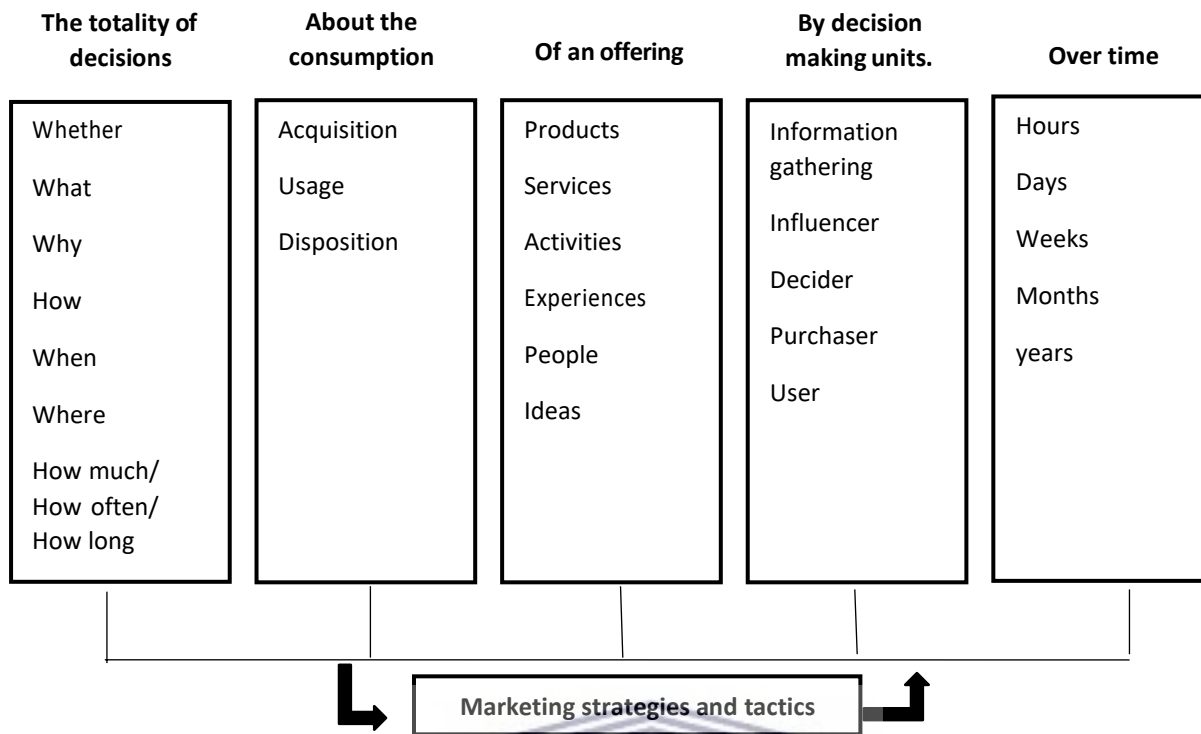 The totality of
decisions
Whether
What
Why
How
When
Where
How much/
How often/
How long
About the
consumption
Acquisition
Usage
Disposition
Of an offering
Products
Services
Activities
Experiences
People
Ideas
By decision
making units.
Information
gathering
Influencer
Decider
Purchaser
User
Over time
Hours
Days
Weeks
Months
years
Marketing strategies and tactics